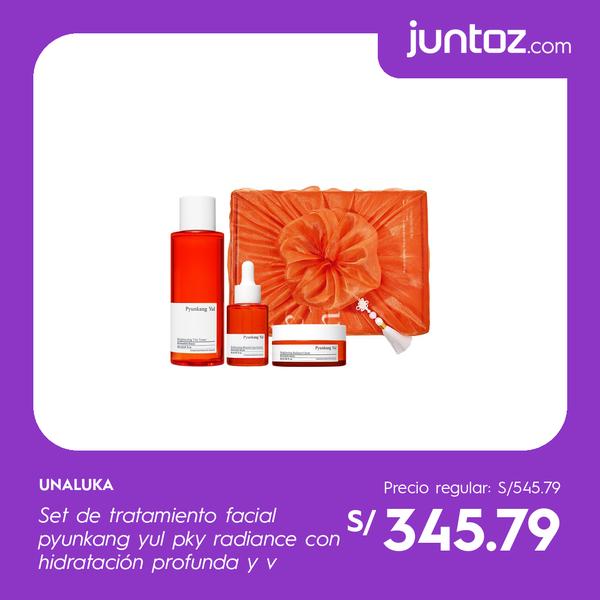 juntoz.com
Pyunkang Yul
Pyunkang Yul
Pyunkang Yul
UNALUKA
Set de tratamiento facial
pyunkang yul pky radiance con
hidratación profunda y v
Precio regular: S/545.79
S/ 345.79